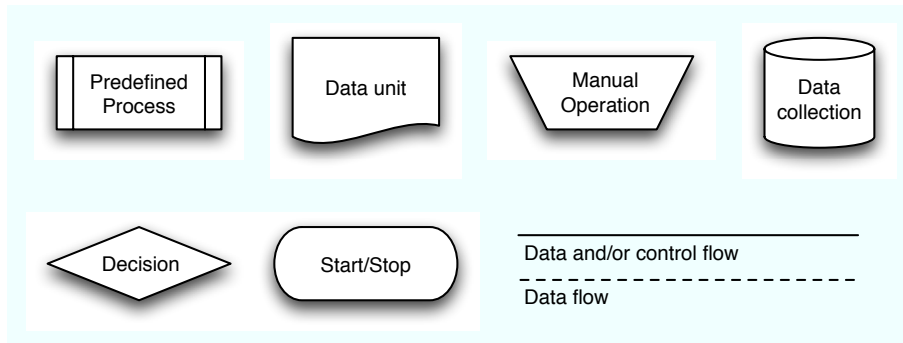 Predefined
Process
Data unit
Manual
Operation
Data
collection
Decision
Start/Stop
Data and/or control flow
Data flow